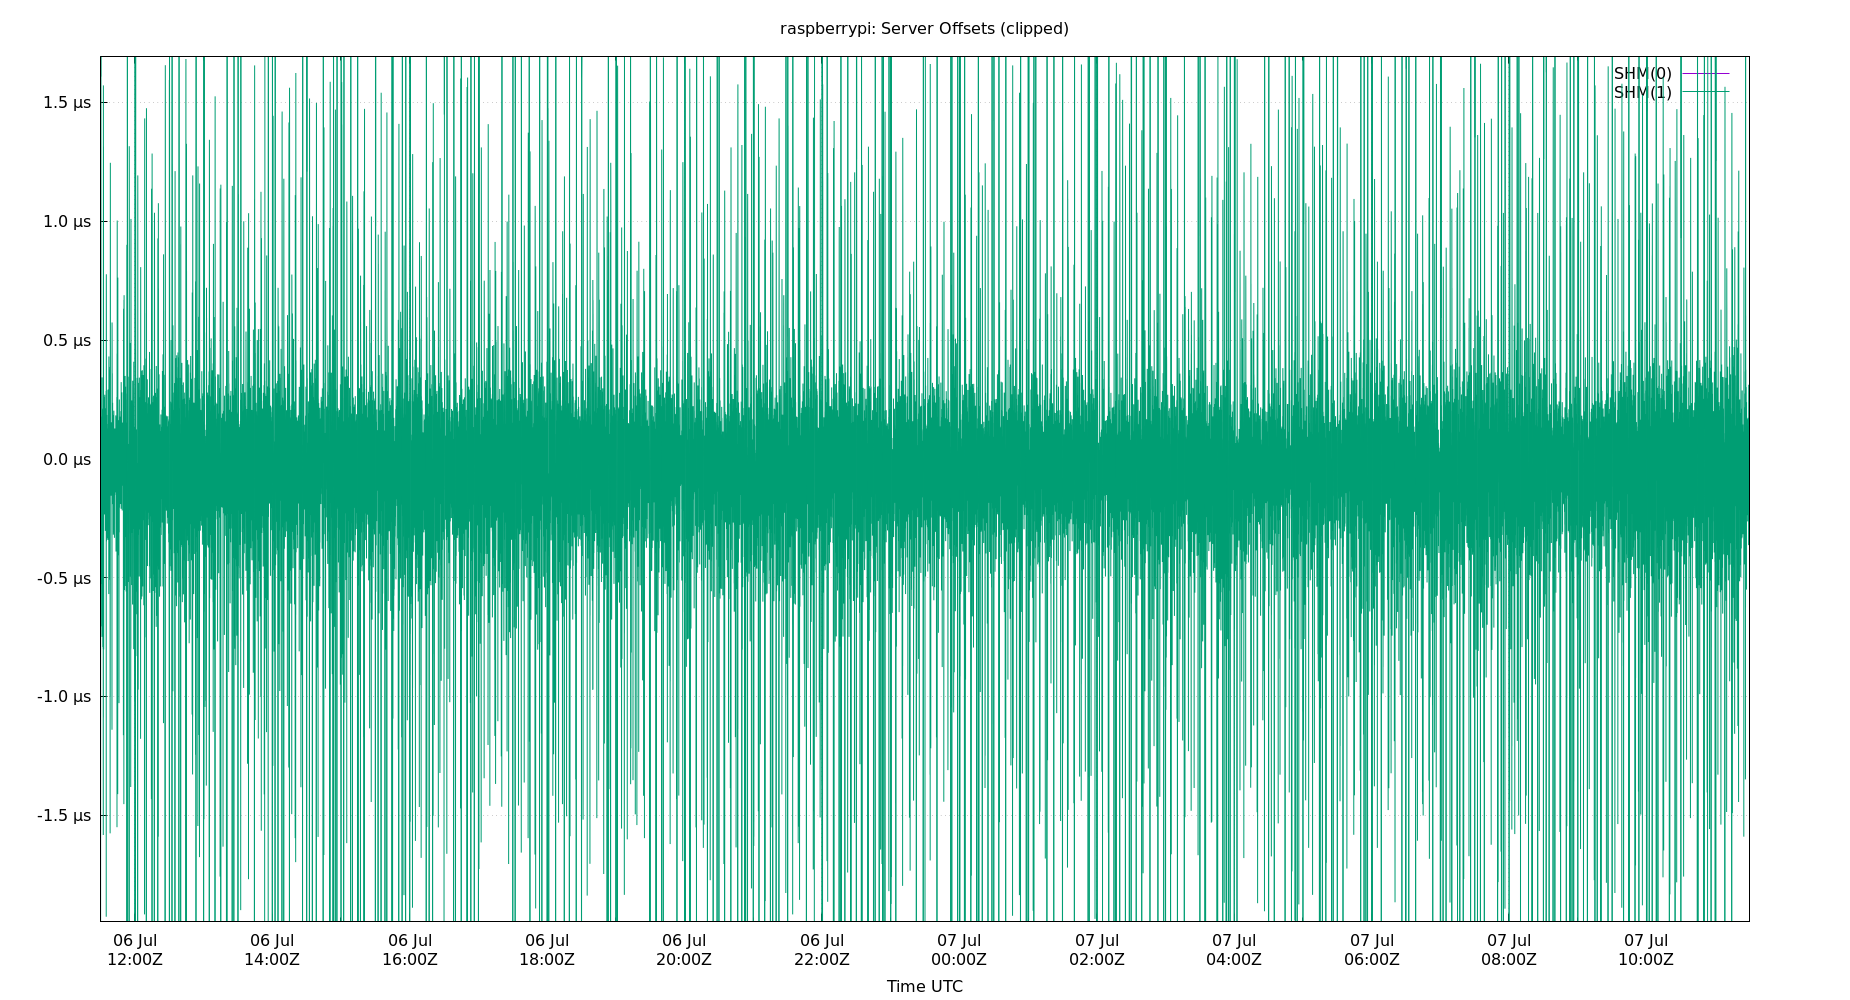 raspberrypi: Server Offsets (clipped)
SHM(0)
SHM(1)
1.5 µs
1.0 µs
0.5 µs
0.0 µs
-0.5 µs
-1.0 µs
-1.5 µs
06 Jul 06 Jul 06 Jul 06 Jul 06 Jul 06 Jul 07 Jul 07 Jul 07 Jul 07 Jul 07 Jul 07 Jul
12:00Z 14:00Z 16:00Z 18:00Z 20:00Z 22:00Z 00:00Z 02:00Z 04:00Z 06:00Z 08:00Z 10:00Z
Time UTC